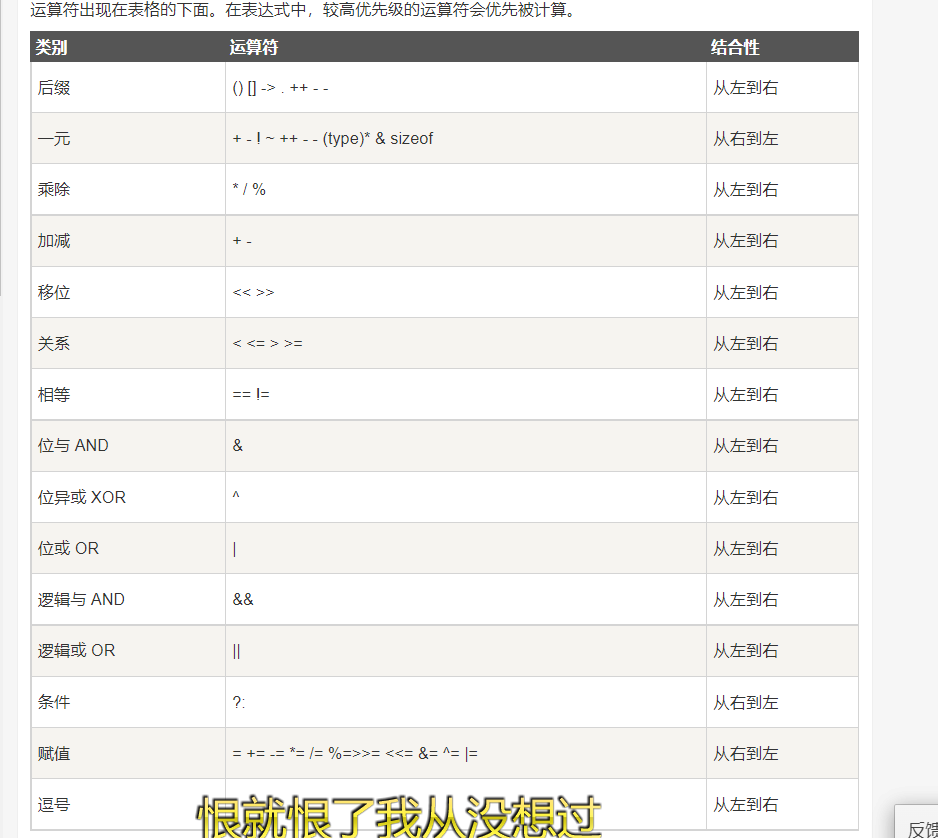 运算符出现在表格的下面。在表达式中，较高优先级的运算符会优先被计算。
类别 运算符 结合性
后缀 () [] -> . ++ - - 从左到右
一元 + - ! ~ ++ - - (type)* & sizeof 从右到左
乘除 * / % 从左到右
加减 + - 从左到右
移位 << >> 从左到右
关系 < <= > >= 从左到右
相等 == != 从左到右
位与 AND & 从左到右
位异或 XOR ^ 从左到右
位或 OR | 从左到右
逻辑与 AND && 从左到右
逻辑或 OR || 从左到右
条件 ?: 从右到左
赋值 = += -= *= /= %=>>= <<= &= ^= |= 从右到左
逗号 从左到右
恨就恨了我从没想过
反馈